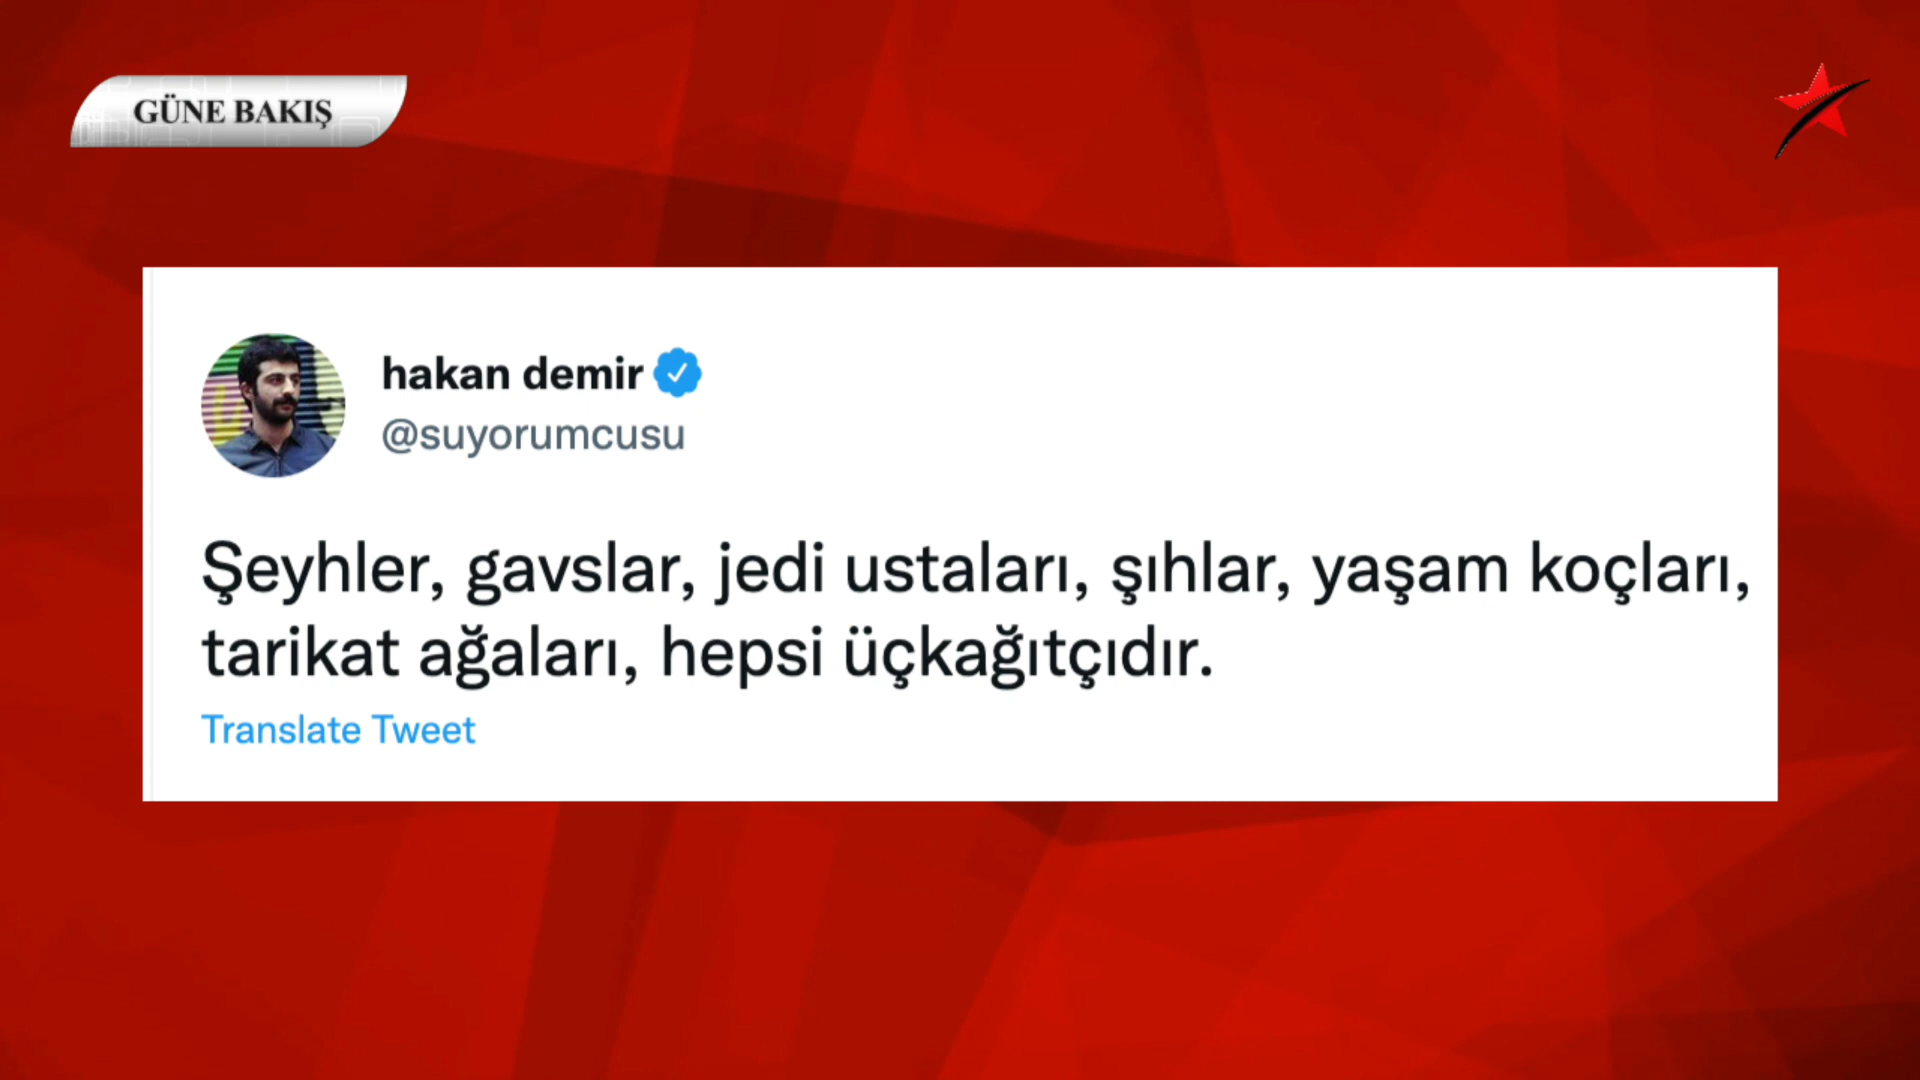 GÜNE BAKIŞ
hakan demir
@suyorumcusu
Şeyhler, gavslar, jedi ustaları, şıhlar, yaşam koçları,
tarikat ağaları, hepsi üçkağıtçıdır.
Translate Tweet